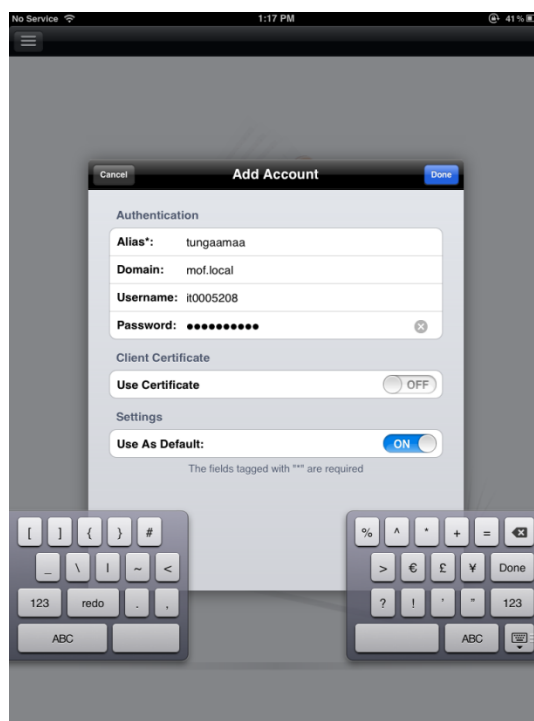 No Service 1:17 PM 41%
Cancel Add Account Done
Authentication
Alias*: tungaamaa
Domain: mof.local
Username: it0005208
Password: ●●●●●●●●●●
Client Certificate
Use Certificate OFF
Settings
Use As Default: ON
The fields tagged with "*" are required
[ ] { } # % ^ * + =
_ \ | ~ < > € £ ¥ Done
123 redo . , ? ! ' " 123
ABC ABC